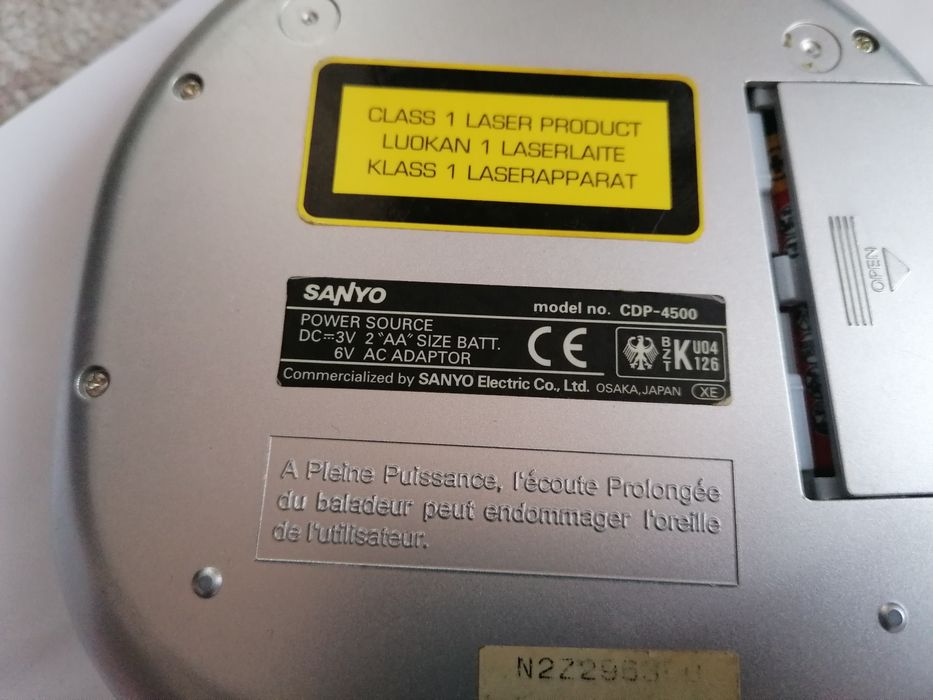 CLASS 1 LASER PRODUCT
LUOKAN 1 LASERLAITE
KLASS 1 LASERAPPARAT
OPEN
SANYO model no. CDP-4500
POWER SOURCE
DC⎓3V 2 "AA" SIZE BATT.
6V AC ADAPTOR
CE
BZT K U04 126
Commercialized by SANYO Electric Co., Ltd. OSAKA, JAPAN XE
A Pleine Puissance, l'écoute Prolongée
du baladeur peut endommager l'oreille
de l'utilisateur.